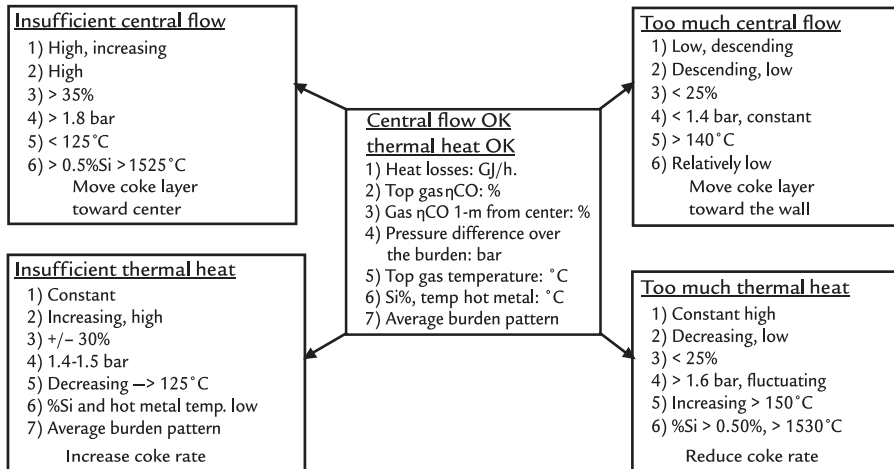 Insufficient central flow
1) High, increasing
2) High
3) > 35%
4) > 1.8 bar
5) < 125˚C
6) > 0.5%Si >1525˚C
Move coke layer
toward center
Too much central flow
1) Low, descending
2) Descending, low
3) < 25%
4) < 1.4 bar, constant
5) > 140˚C
6) Relatively low
Move coke layer
toward the wall
Central flow OK
thermal heat OK
1) Heat losses: GJ/h.
2) Top gas ηCO: %
3) Gas ηCO 1-m from center: %
4) Pressure difference over
the burden: bar
5) Top gas temperature: ˚C
6) Si%, temp hot metal: ˚C
7) Average burden pattern
Insufficient thermal heat
1) Constant
2) Increasing, high
3) +/– 30%
4) 1.4-1.5 bar
5) Decreasing —> 125˚C
6) %Si and hot metal temp. low
7) Average burden pattern
Increase coke rate
Too much thermal heat
1) Constant high
2) Decreasing, low
3) < 25%
4) > 1.6 bar, fluctuating
5) Increasing > 150˚C
6) %Si > 0.50%, > 1530˚C
Reduce coke rate